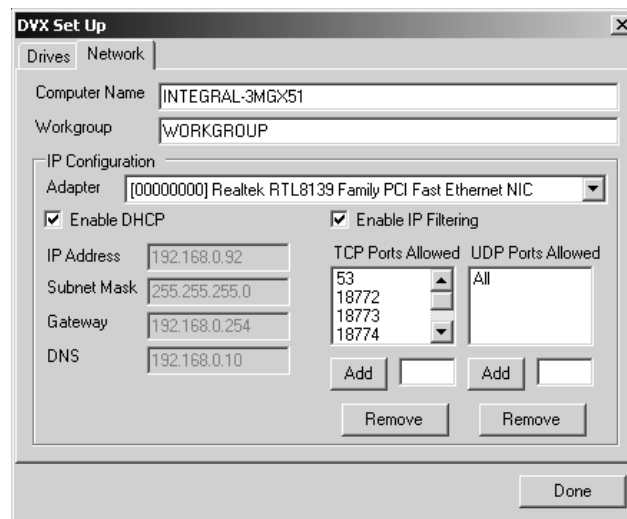 DVX Set Up
Drives Network
Computer Name INTEGRAL-3MGX51
Workgroup WORKGROUP
IP Configuration
Adapter [00000000] Realtek RTL8139 Family PCI Fast Ethernet NIC
Enable DHCP
IP Address 192.168.0.92
Subnet Mask 255.255.255.0
Gateway 192.168.0.254
DNS 192.168.0.10
Enable IP Filtering
TCP Ports Allowed UDP Ports Allowed
53 All
18772
18773
18774
Add Add
Remove Remove
Done